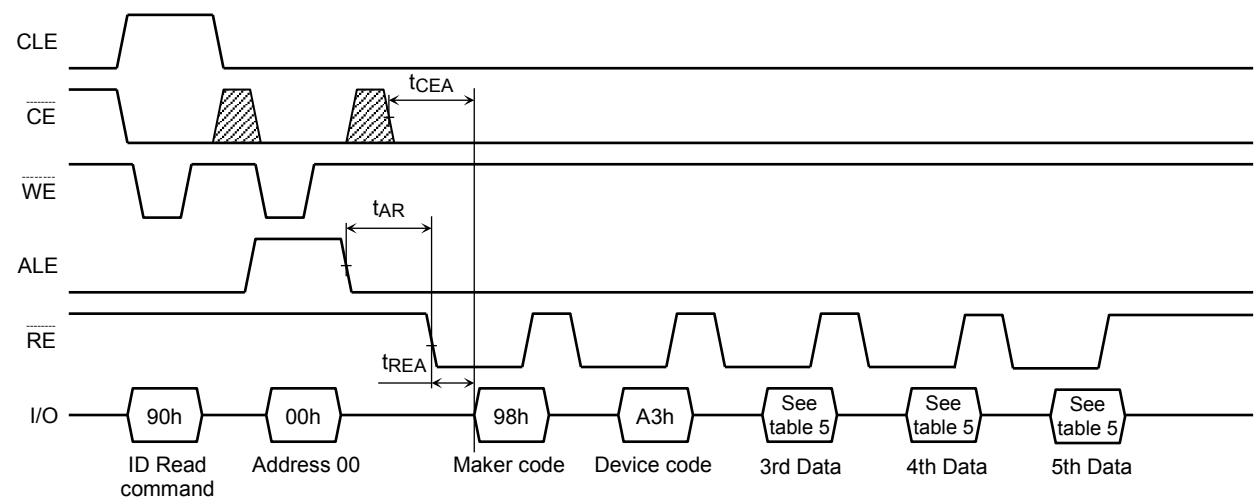 CLE
tCEA
CE
WE
tAR
ALE
RE
tREA
I/O
90h
00h
98h
A3h
See
table 5
See
table 5
See
table 5
ID Read
command
Address 00
Maker code
Device code
3rd Data
4th Data
5th Data